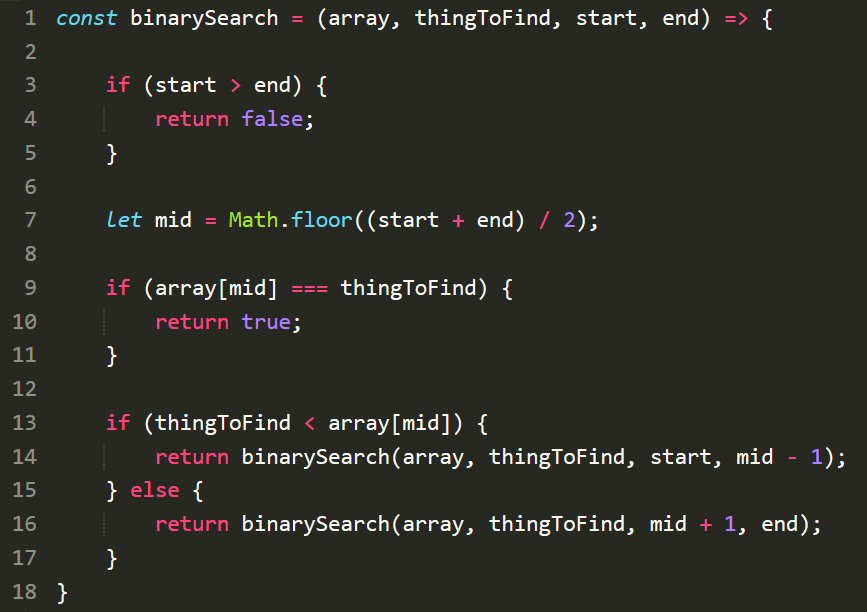 1 const binarySearch = (array, thingToFind, start, end) => {
2
3     if (start > end) {
4         return false;
5     }
6
7     let mid = Math.floor((start + end) / 2);
8
9     if (array[mid] === thingToFind) {
10         return true;
11     }
12
13     if (thingToFind < array[mid]) {
14         return binarySearch(array, thingToFind, start, mid - 1);
15     } else {
16         return binarySearch(array, thingToFind, mid + 1, end);
17     }
18 }